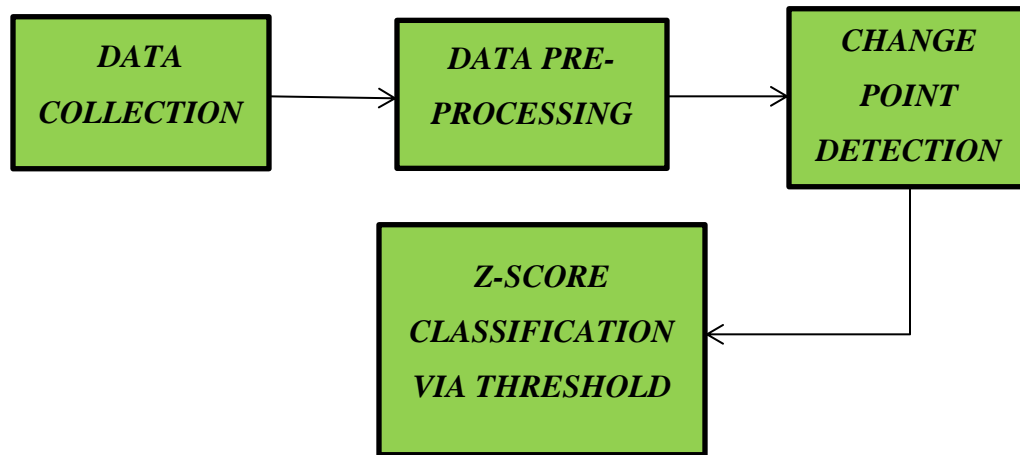 DATA
COLLECTION
DATA PRE-
PROCESSING
CHANGE
POINT
DETECTION
Z-SCORE
CLASSIFICATION
VIA THRESHOLD